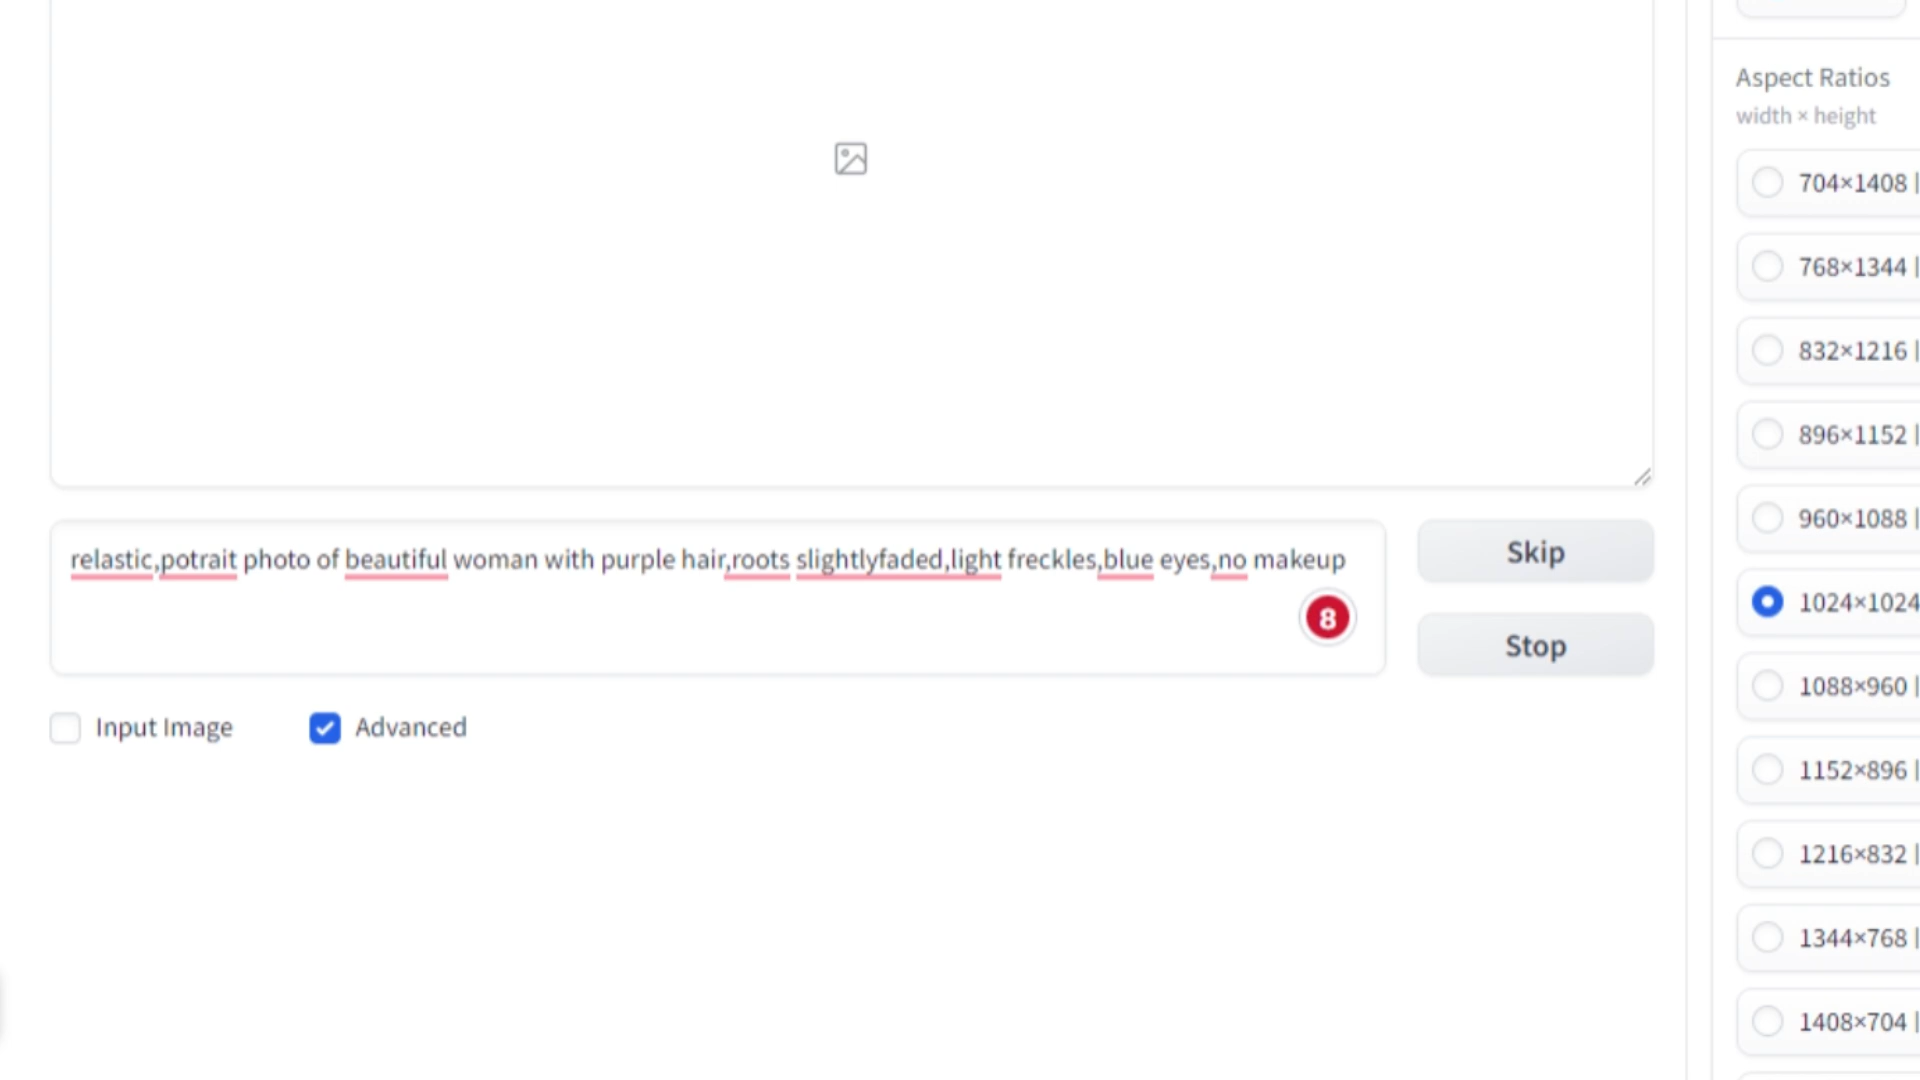 Aspect Ratios
width × height
704×1408 |
768×1344 |
832×1216 |
896×1152 |
960×1088 |
1024×1024
1088×960 |
1152×896 |
1216×832 |
1344×768 |
1408×704 |
relastic,potrait photo of beautiful woman with purple hair,roots slightlyfaded,light freckles,blue eyes,no makeup
8
Skip
Stop
Input Image
Advanced